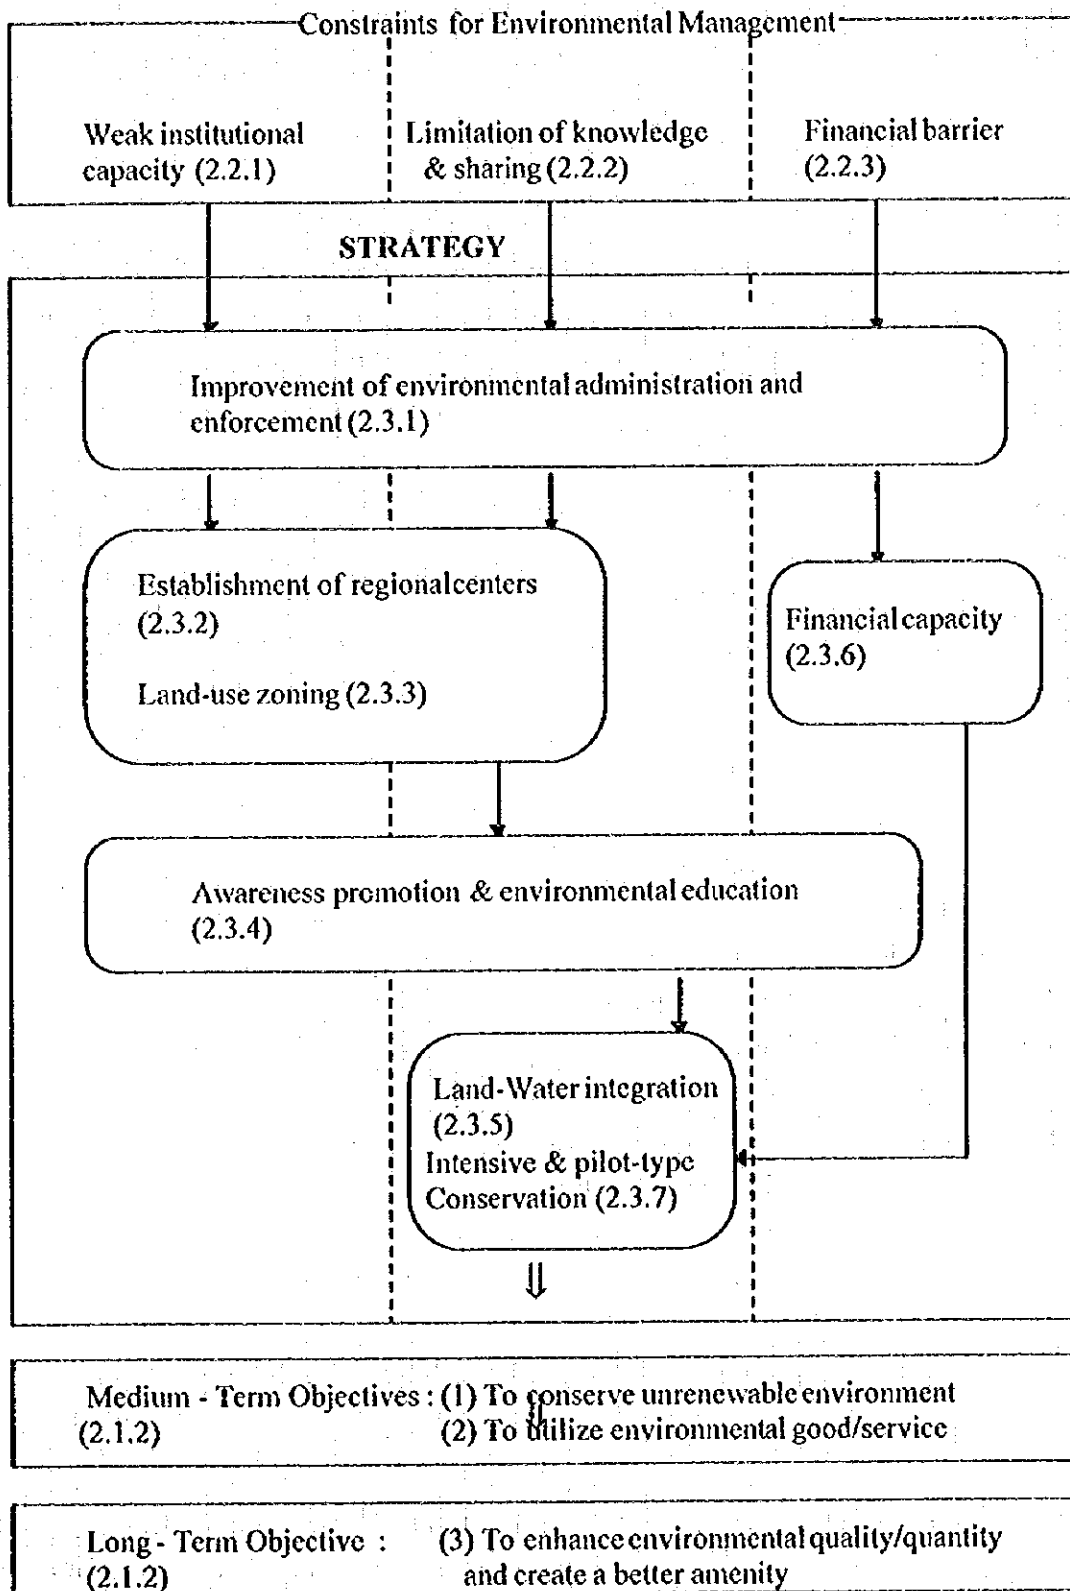 Constraints for Environmental Management
Weak institutional
capacity (2.2.1)
Limitation of knowledge
& sharing (2.2.2)
Financial barrier
(2.2.3)
STRATEGY
Improvement of environmental administration and
enforcement (2.3.1)
Establishment of regional centers
(2.3.2)
Land-use zoning (2.3.3)
Financial capacity
(2.3.6)
Awareness promotion & environmental education
(2.3.4)
Land-Water integration
(2.3.5)
Intensive & pilot-type
Conservation (2.3.7)
Medium - Term Objectives : (1) To conserve unrenewable environment
(2.1.2) (2) To utilize environmental good/service
Long - Term Objective : (3) To enhance environmental quality/quantity
(2.1.2) and create a better amenity